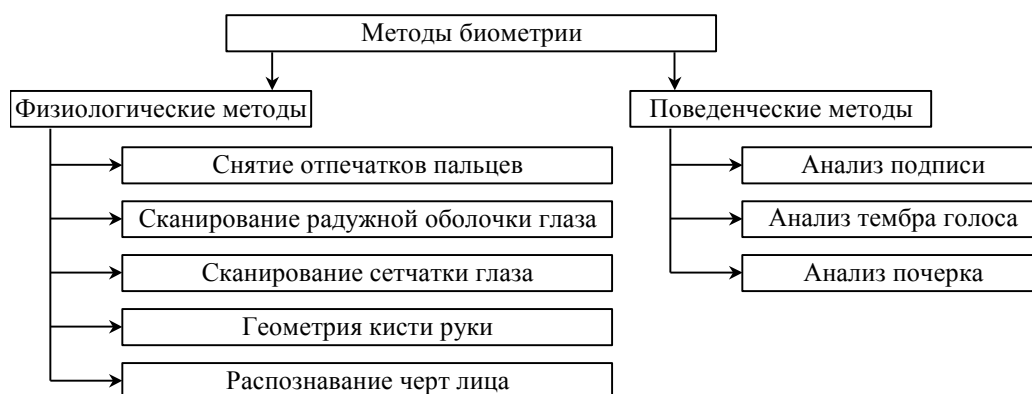 Методы биометрии
Физиологические методы
Снятие отпечатков пальцев
Сканирование радужной оболочки глаза
Сканирование сетчатки глаза
Геометрия кисти руки
Распознавание черт лица
Поведенческие методы
Анализ подписи
Анализ тембра голоса
Анализ почерка